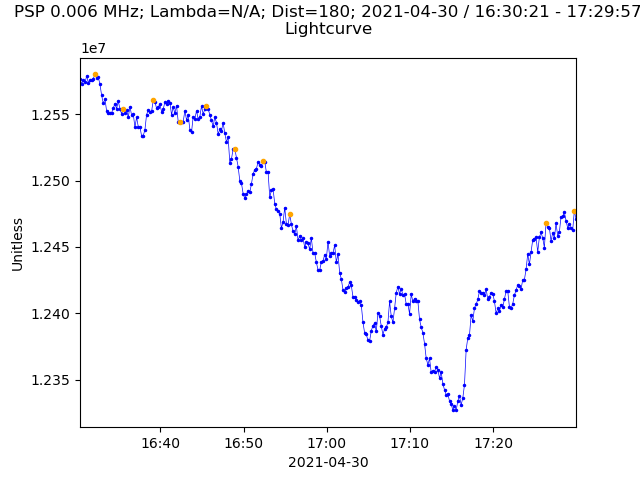 PSP 0.006 MHz; Lambda=N/A; Dist=180; 2021-04-30 / 16:30:21 - 17:29:57
Lightcurve
1e7
1.255
1.250
1.245
1.240
1.235
Unitless
16:40 16:50 17:00 17:10 17:20
2021-04-30